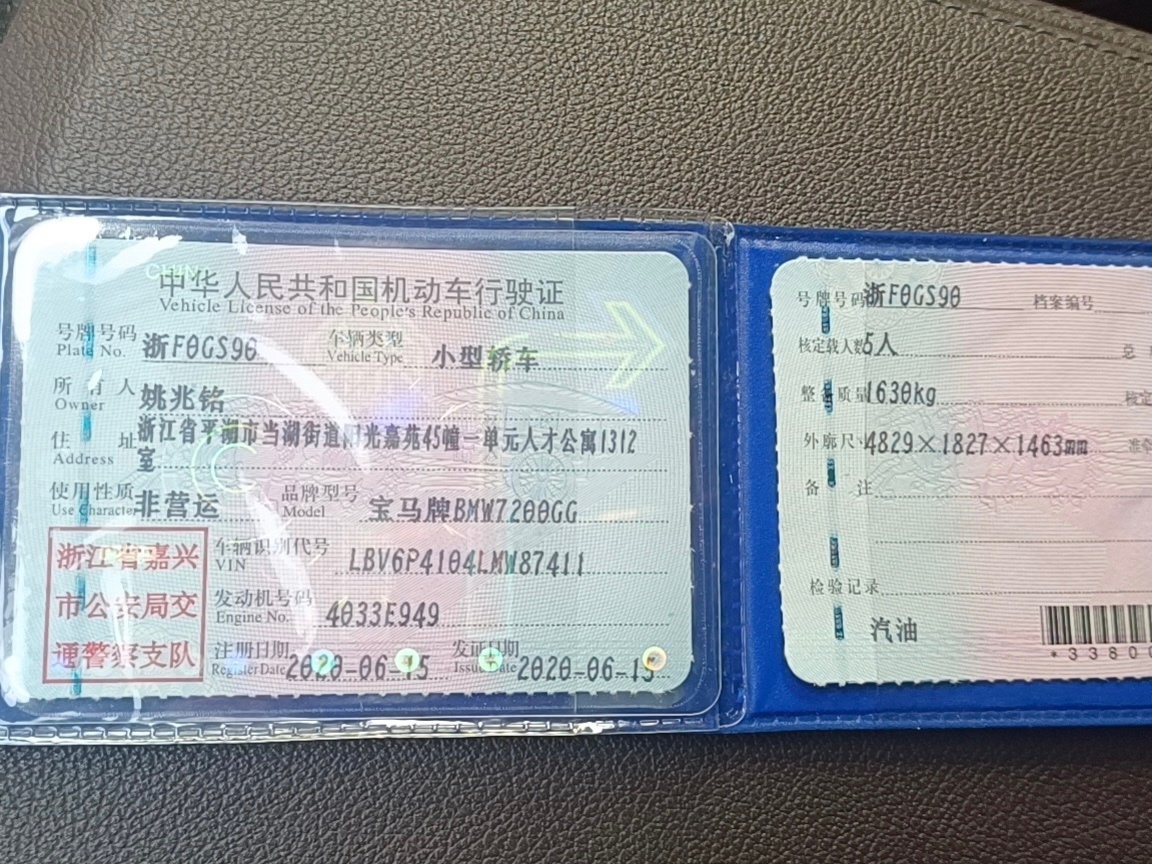 CHINA
中华人民共和国机动车行驶证
Vehicle License of the People's Republic of China
号牌号码 浙F0GS90 车辆类型 小型轿车
Plate No. Vehicle Type
所有人 姚兆铭
Owner
住址 浙江省平湖市当湖街道阳光嘉苑45幢一单元人才公寓1312
Address 室
使用性质 非营运 品牌型号 宝马牌BMW7200GG
Use Character Model
浙江省嘉兴
市公安局交
通警察支队
车辆识别代号 LBV6P4104LMW87411
VIN
发动机号码 4033E949
Engine No.
注册日期 2020-06-15 发证日期 2020-06-15
Register Date Issue Date
号牌号码 浙F0GS90 档案编号
核定载人数 5人 总
整备质量 1630kg 核定
外廓尺寸 4829×1827×1463mm 准牵
备注
检验记录
汽油
*33800